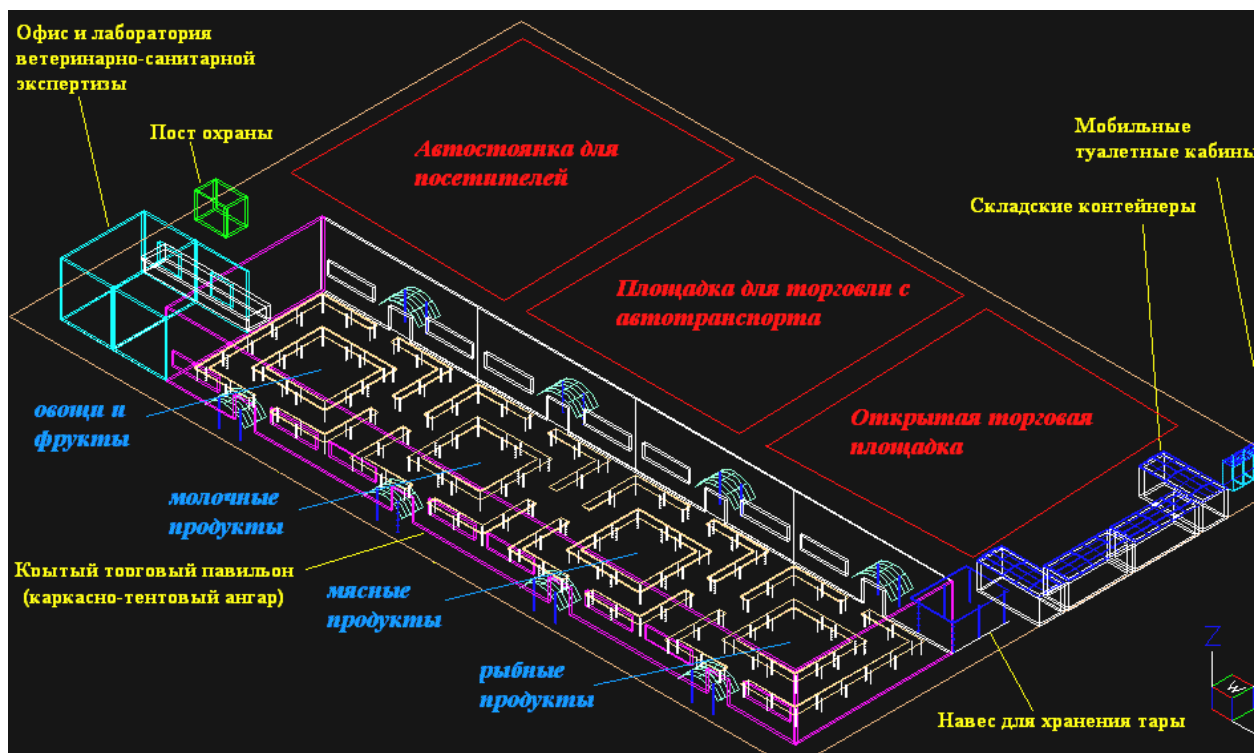 Офис и лаборатория
ветеринарно-санитарной
экспертизы
Пост охраны
Автостоянка для
посетителей
Мобильные
туалетные кабины
Складские контейнеры
Площадка для торговли с
автотранспорта
Открытая торговая
площадка
овощи и
фрукты
молочные
продукты
Крытый торговый павильон
(каркасно-тентовый ангар)
мясные
продукты
рыбные
продукты
Навес для хранения тары
Z
W